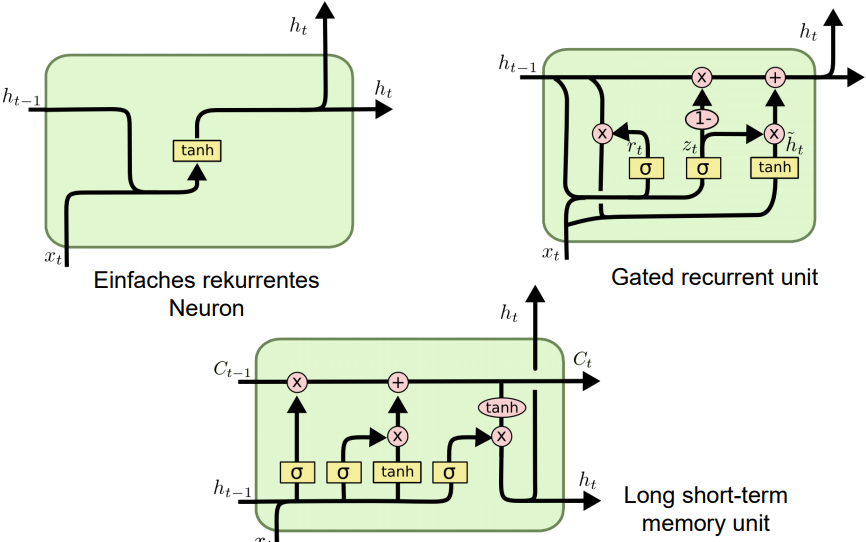 h_t
h_{t-1}
h_t
tanh
x_t
Einfaches rekurrentes
Neuron
h_t
h_{t-1}
x
+
1-
x
r_t
z_t
x
h̃_t
σ
σ
tanh
x_t
Gated recurrent unit
h_t
C_{t-1}
C_t
x
+
tanh
x
x
σ
σ
tanh
σ
h_{t-1}
h_t
Long short-term
memory unit
x_t